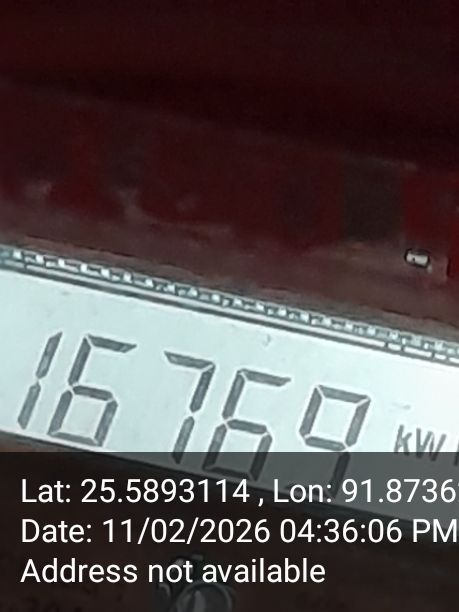 16769 kW
Lat: 25.5893114 , Lon: 91.8736
Date: 11/02/2026 04:36:06 PM
Address not available